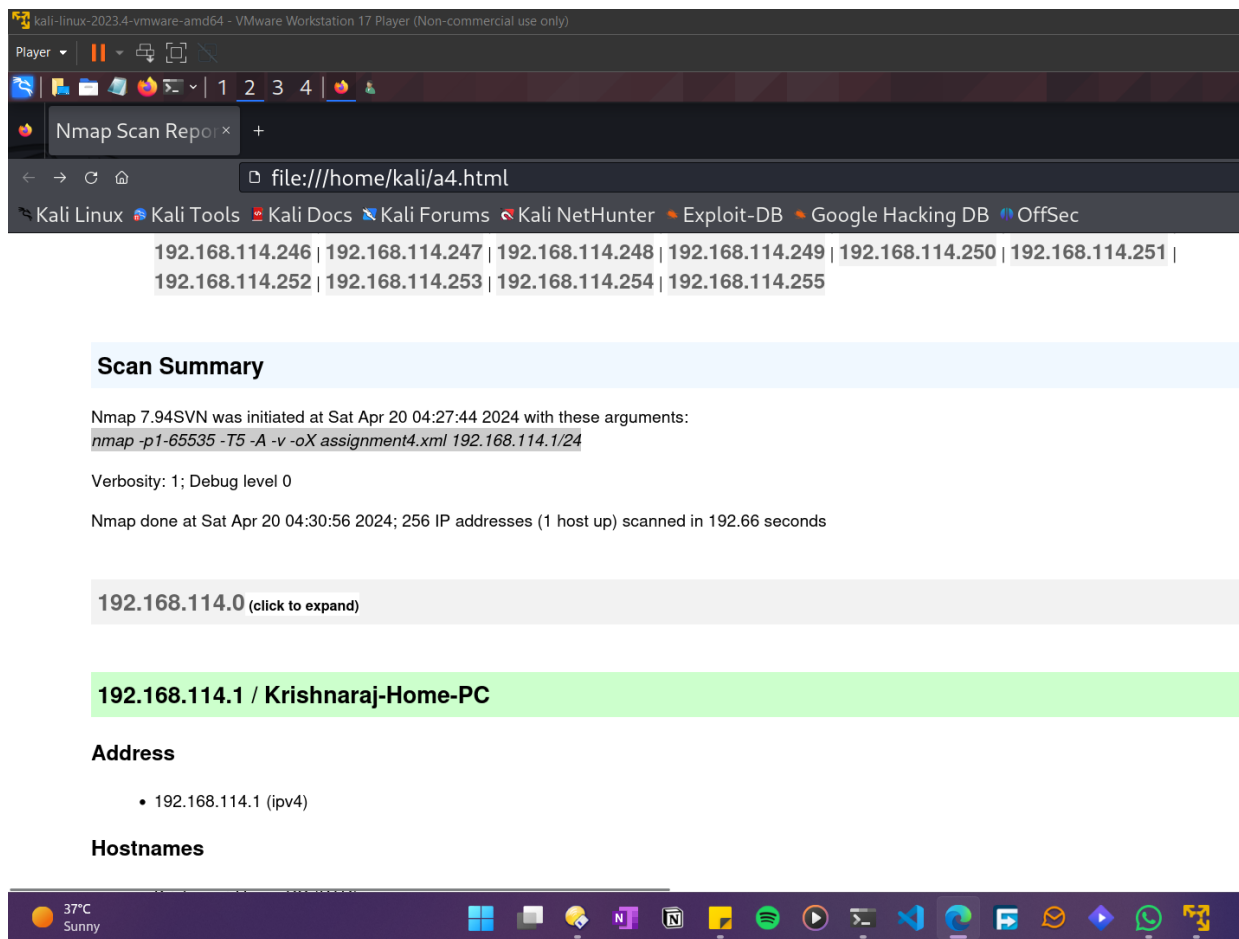 kali-linux-2023.4-vmware-amd64 - VMware Workstation 17 Player (Non-commercial use only)
Player
1 2 3 4
Nmap Scan Repor × +
file:///home/kali/a4.html
Kali Linux Kali Tools Kali Docs Kali Forums Kali NetHunter Exploit-DB Google Hacking DB OffSec
192.168.114.246 | 192.168.114.247 | 192.168.114.248 | 192.168.114.249 | 192.168.114.250 | 192.168.114.251 |
192.168.114.252 | 192.168.114.253 | 192.168.114.254 | 192.168.114.255
Scan Summary
Nmap 7.94SVN was initiated at Sat Apr 20 04:27:44 2024 with these arguments:
nmap -p1-65535 -T5 -A -v -oX assignment4.xml 192.168.114.1/24
Verbosity: 1; Debug level 0
Nmap done at Sat Apr 20 04:30:56 2024; 256 IP addresses (1 host up) scanned in 192.66 seconds
192.168.114.0 (click to expand)
192.168.114.1 / Krishnaraj-Home-PC
Address
• 192.168.114.1 (ipv4)
Hostnames
37°C
Sunny